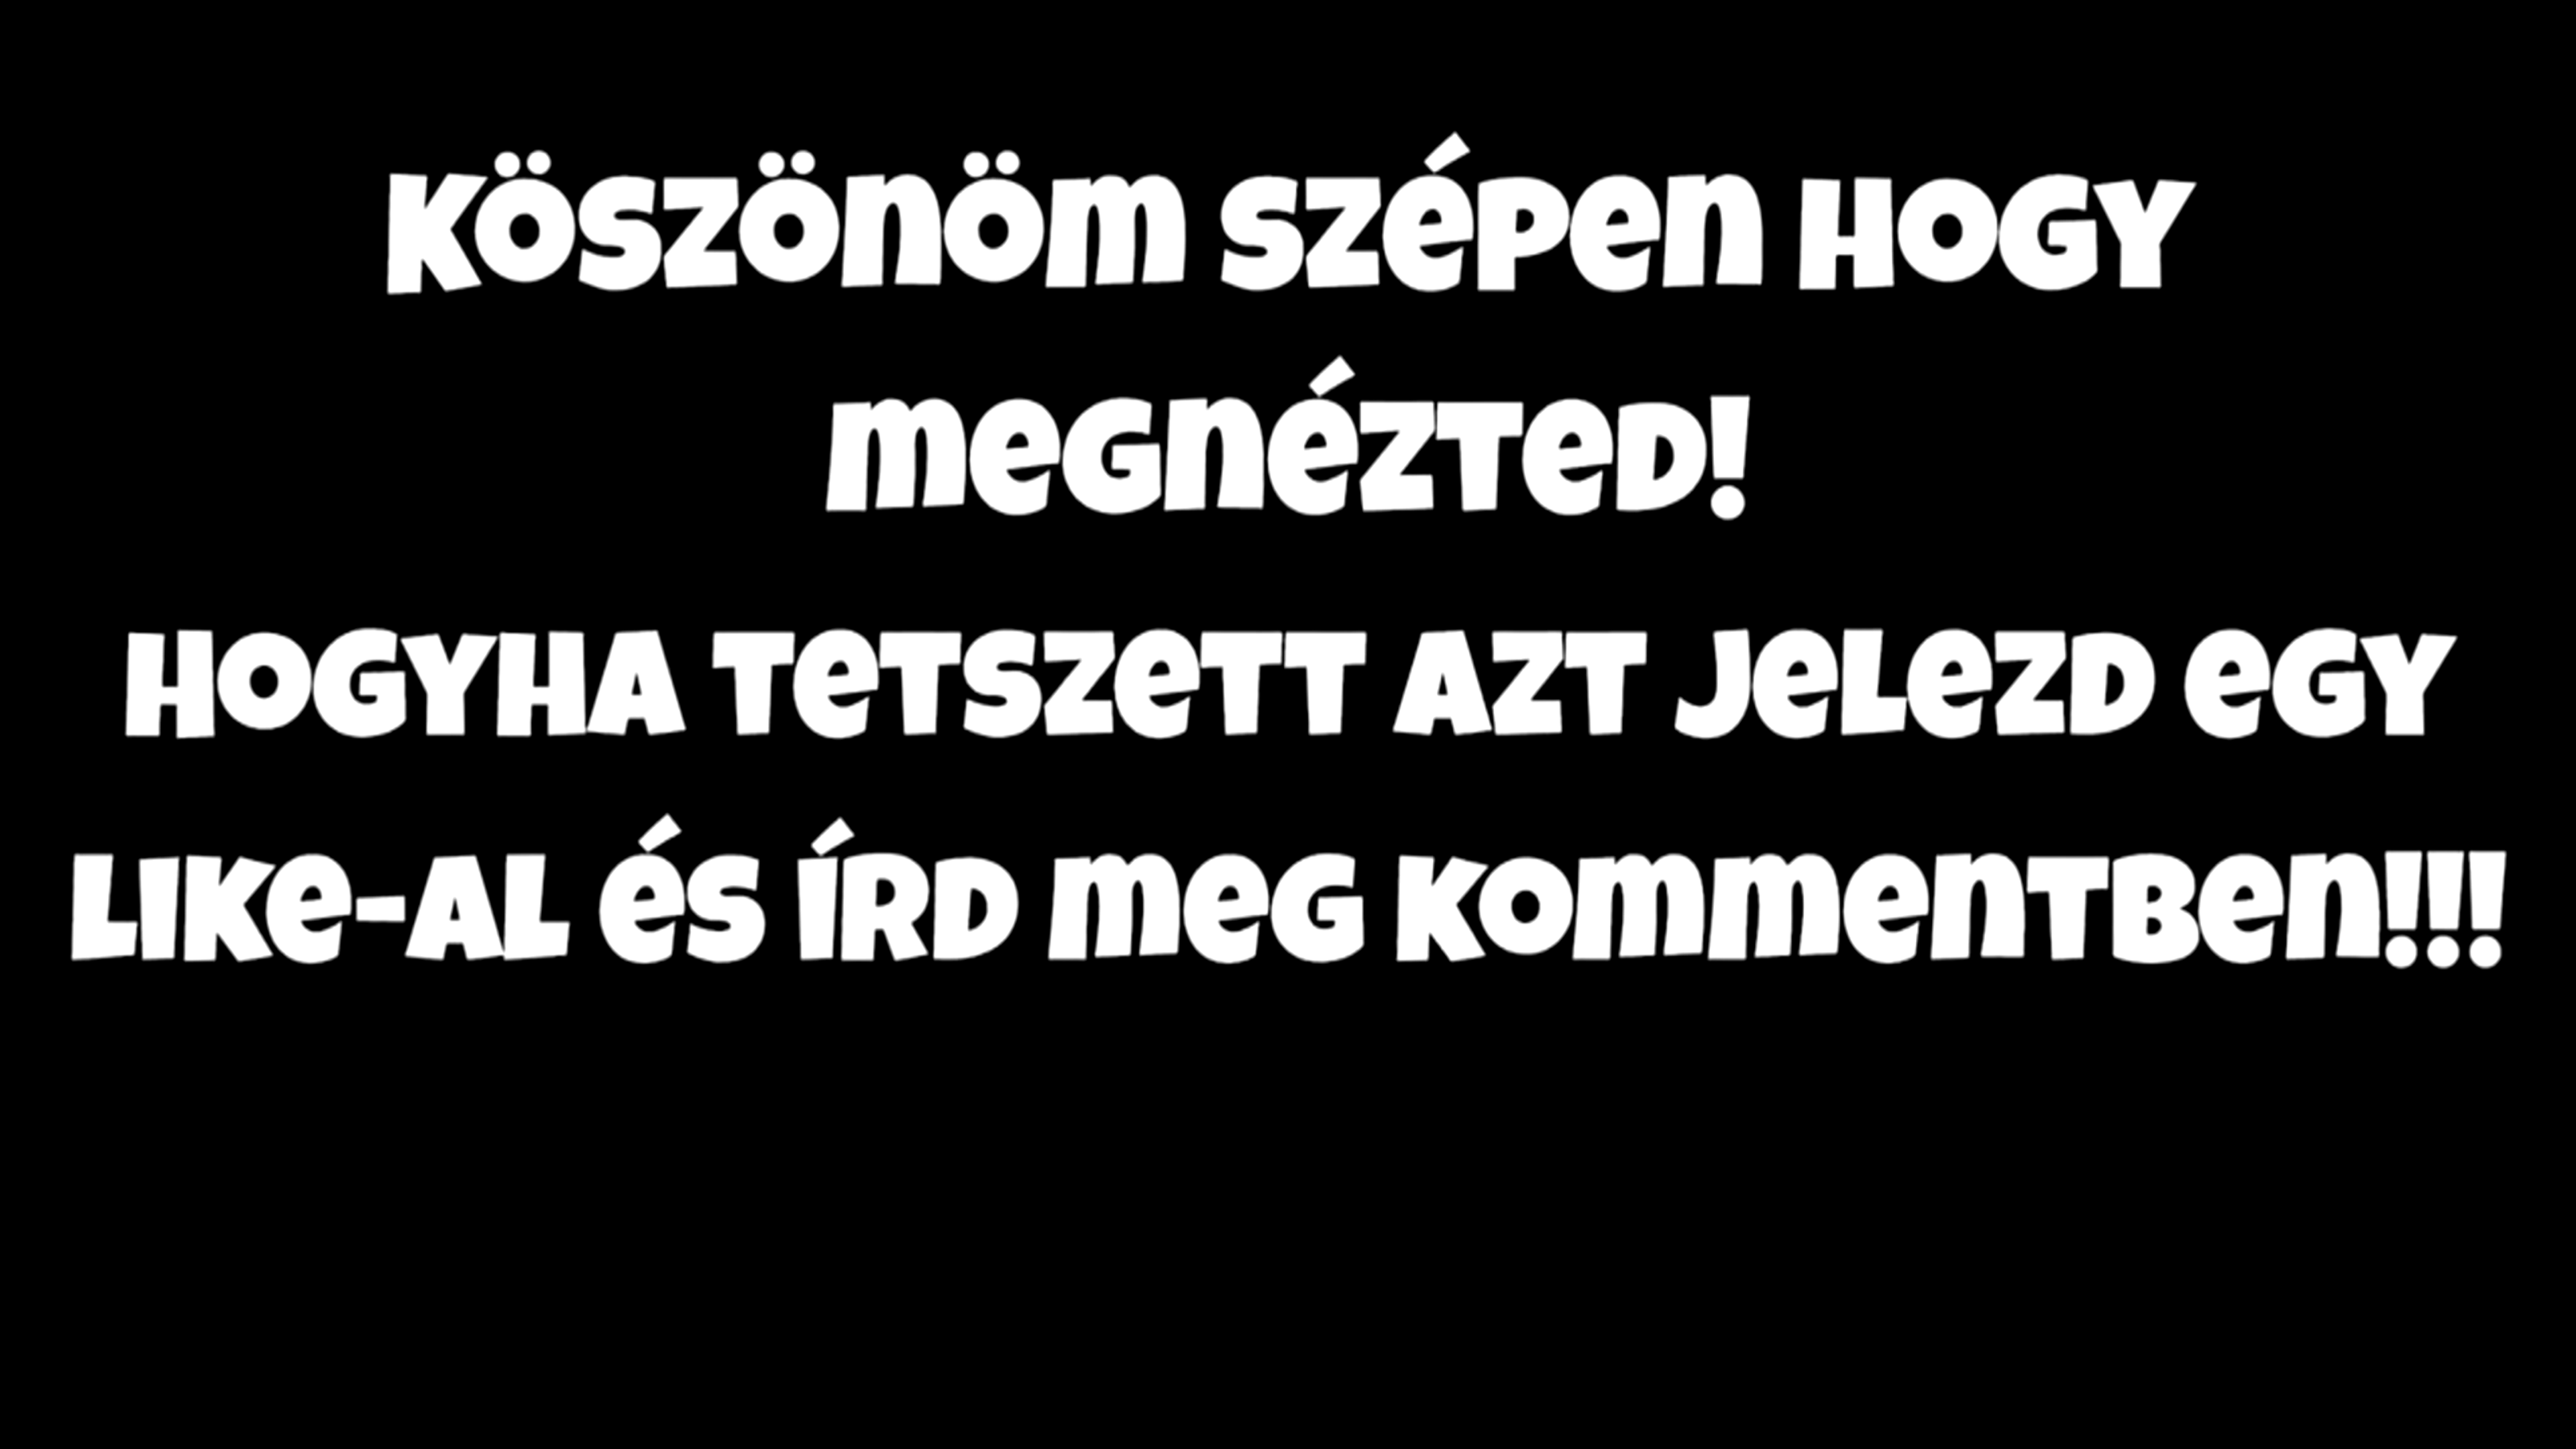 Köszönöm szépen hogy
megnézted!
Hogyha tetszett azt jelezd egy
like-al és írd meg kommentben!!!